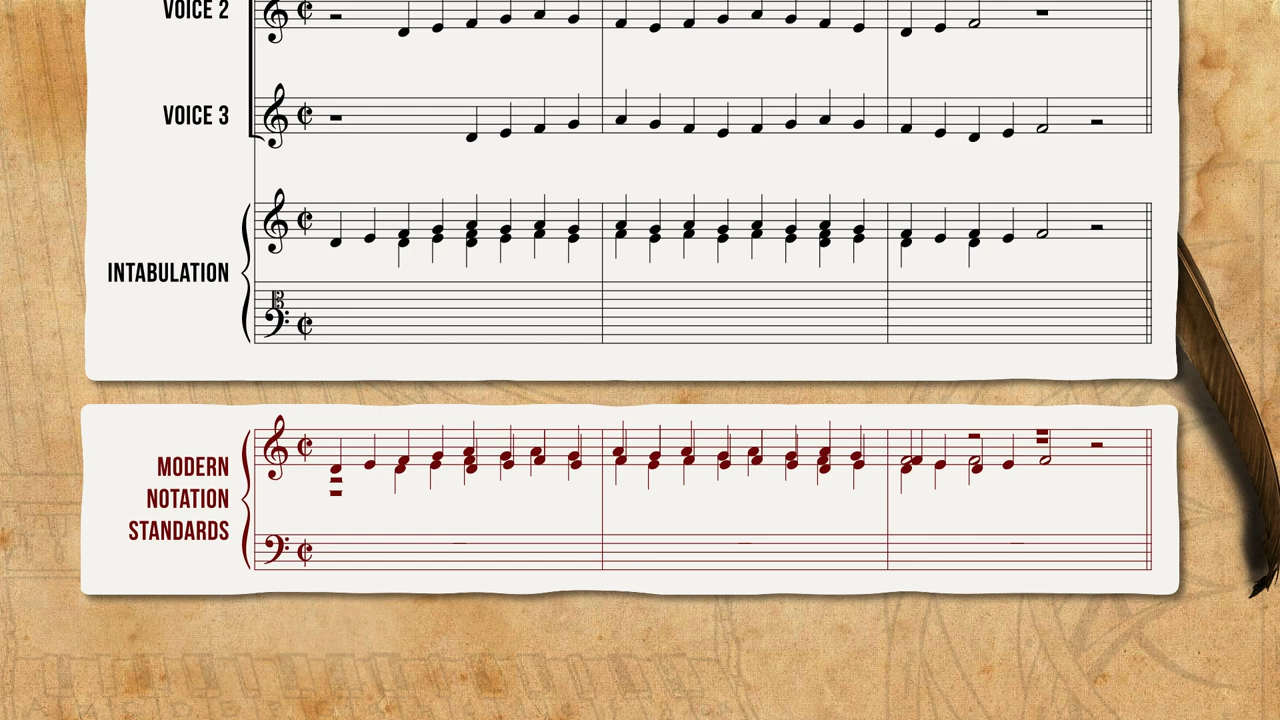 VOICE 2
VOICE 3
INTABULATION
MODERN
NOTATION
STANDARDS